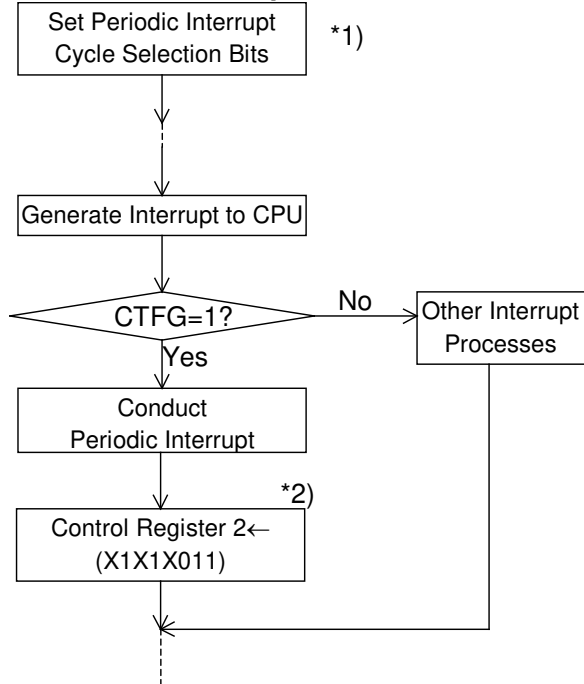 Set Periodic Interrupt
Cycle Selection Bits
*1)
Generate Interrupt to CPU
CTFG=1?
No
Other Interrupt
Processes
Yes
Conduct
Periodic Interrupt
*2)
Control Register 2←
(X1X1X011)